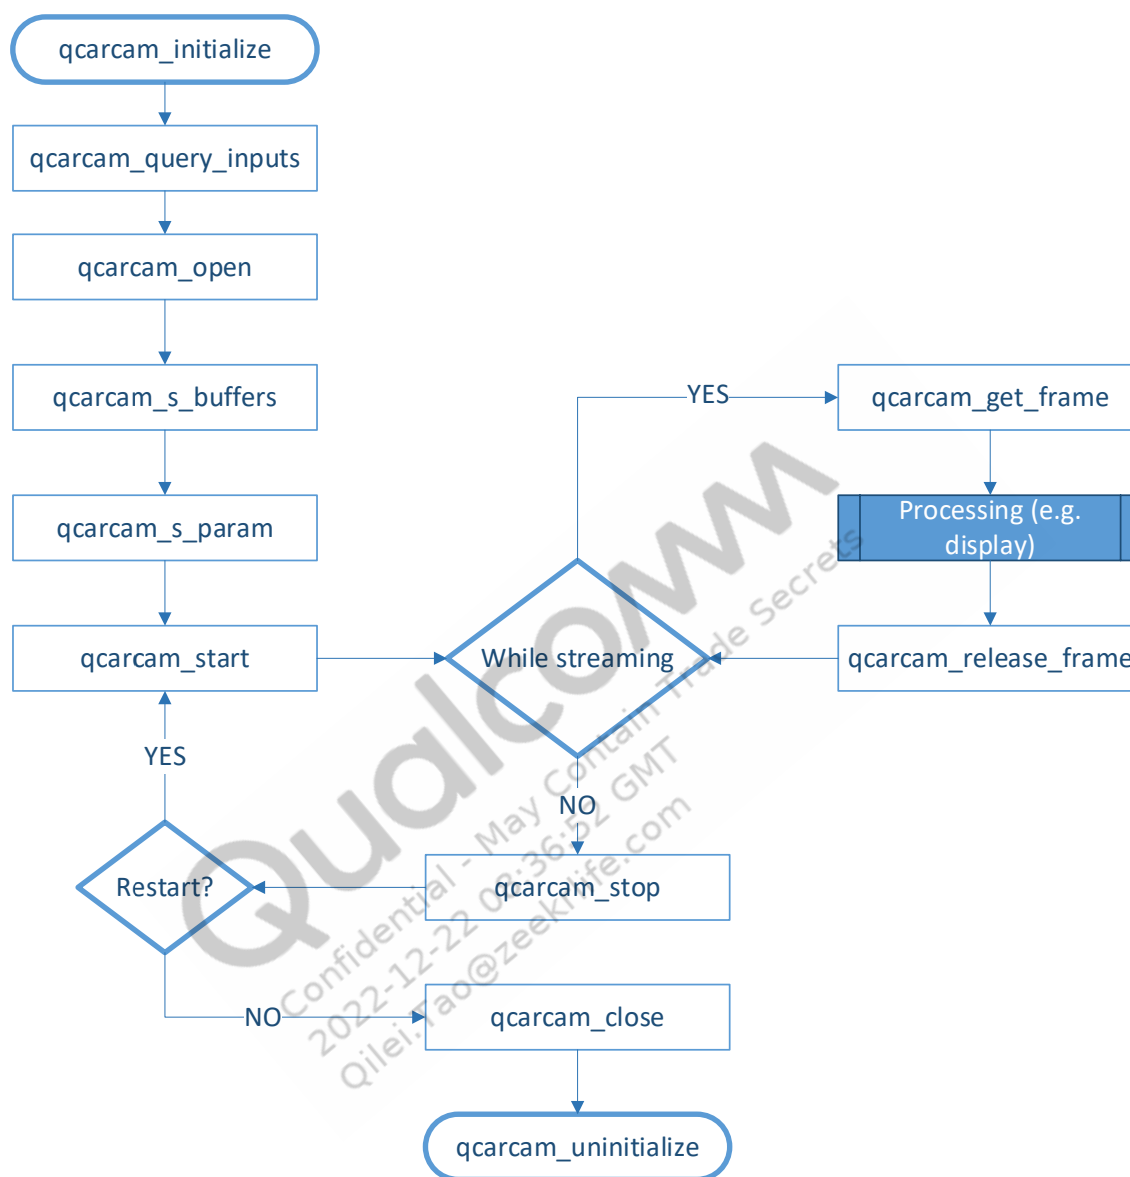 qcarcam_initialize
qcarcam_query_inputs
qcarcam_open
qcarcam_s_buffers
YES
qcarcam_get_frame
qcarcam_s_param
Processing (e.g.
display)
qcarcam_start
While streaming
qcarcam_release_frame
YES
NO
Restart?
qcarcam_stop
NO
qcarcam_close
qcarcam_uninitialize
Qualcomm
Confidential - May Contain Trade Secrets
2022-12-22 08:36:52 GMT
Qilei.Tao@zeekrlife.com